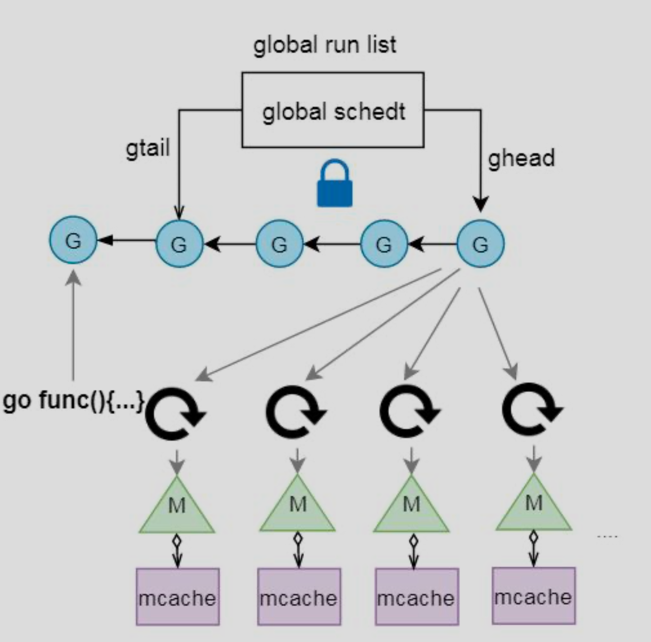 global run list
global schedt
gtail
ghead
G G G G G
go func(){...}
M M M M
....
mcache mcache mcache mcache